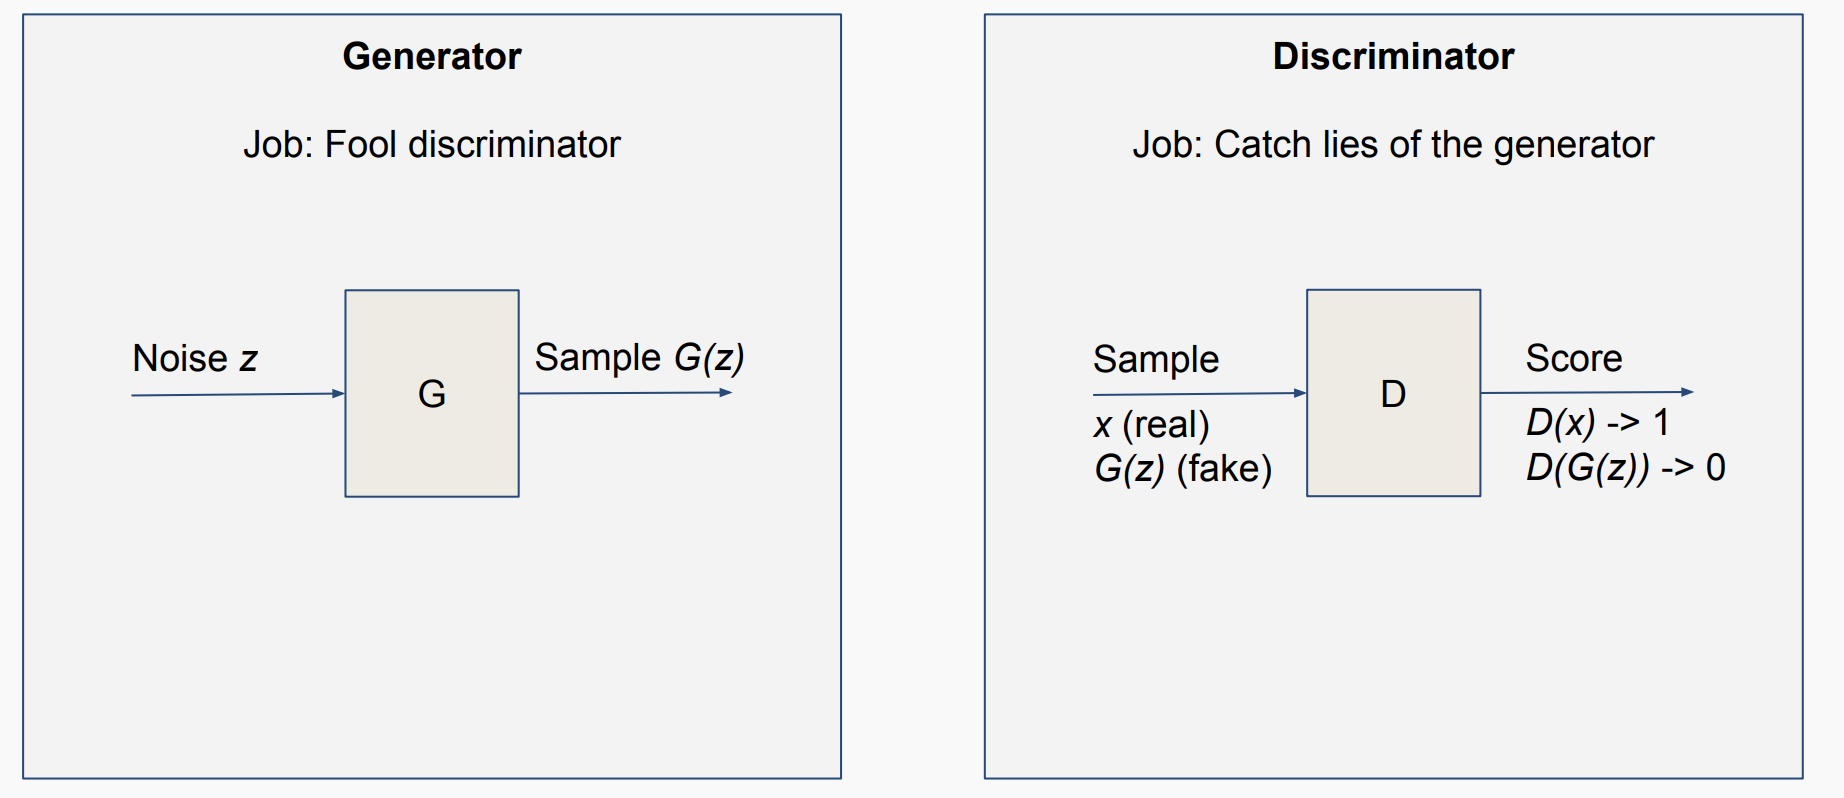 Generator
Job: Fool discriminator
Noise z
G
Sample G(z)
Discriminator
Job: Catch lies of the generator
Sample
x (real)
G(z) (fake)
D
Score
D(x) -> 1
D(G(z)) -> 0